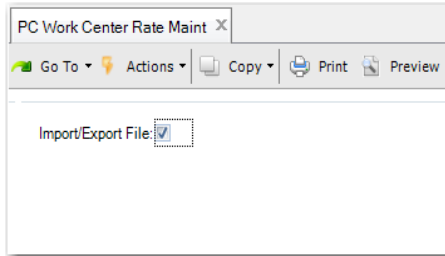 PC Work Center Rate Maint X
Go To Actions Copy Print Preview
Import/Export File: